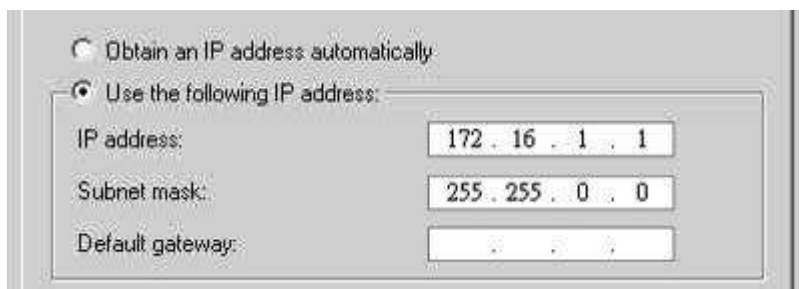 Obtain an IP address automatically
Use the following IP address:
IP address: 172 . 16 . 1 . 1
Subnet mask: 255 . 255 . 0 . 0
Default gateway: . . .